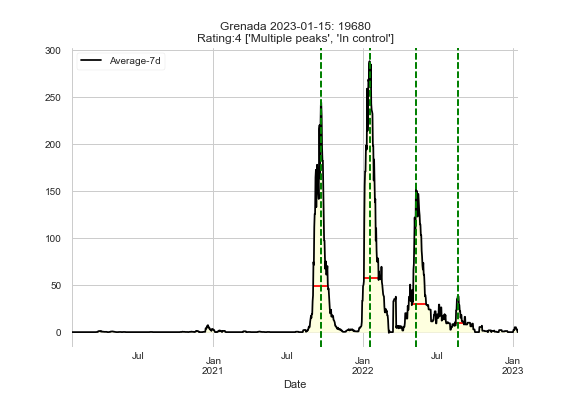 Grenada 2023-01-15: 19680
Rating:4 ['Multiple peaks', 'In control']
Average-7d
300
250
200
150
100
50
0
Jul
Jan
2021
Jul
Jan
2022
Jul
Jan
2023
Date